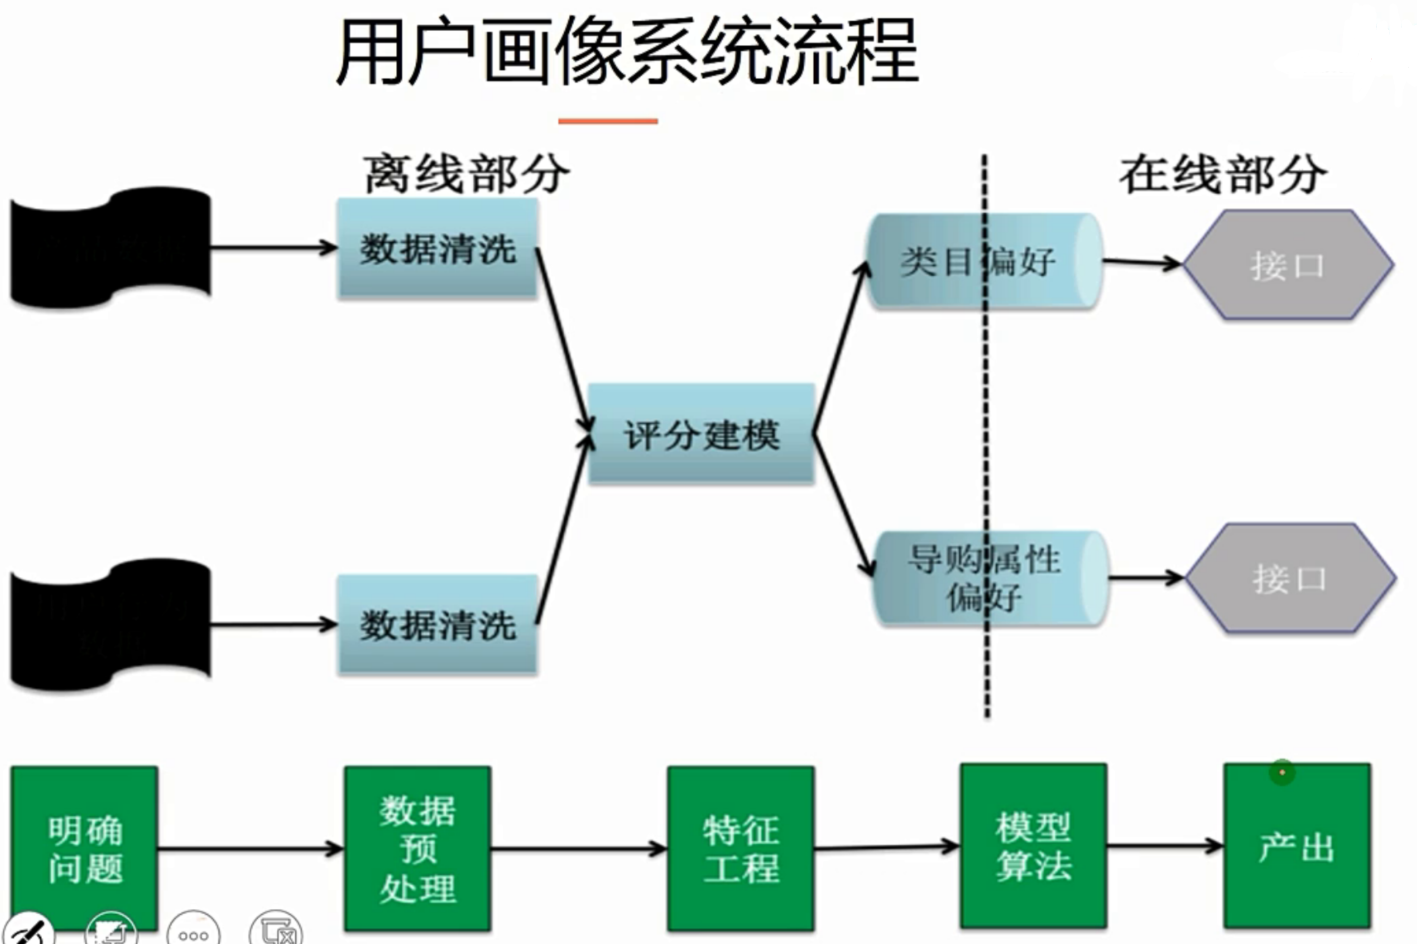 用户画像系统流程
离线部分
在线部分
数据清洗
类目偏好
接口
评分建模
数据清洗
导购属性
偏好
接口
明确
问题
数据
预
处理
特征
工程
模型
算法
产出